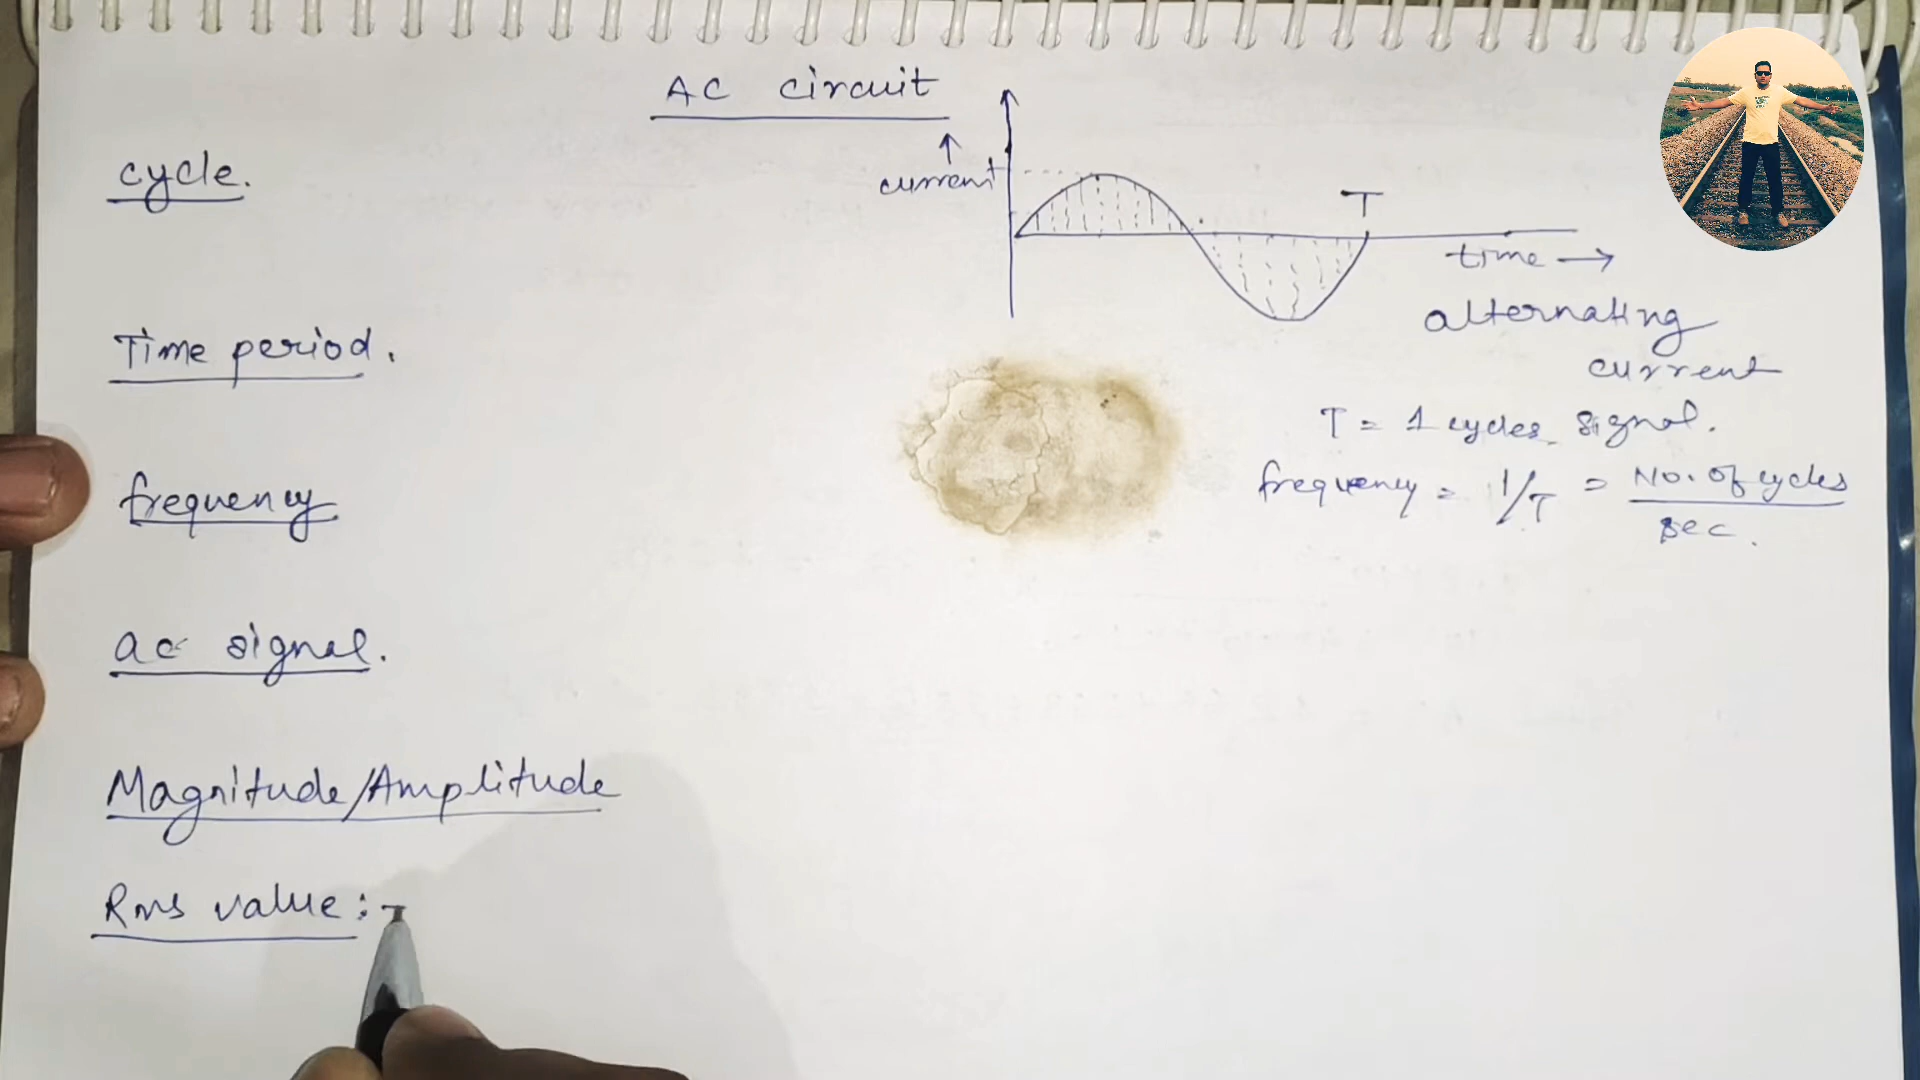 AC circuit
cycle.
current
T
time →
alternating
current
Time period.
T = 1 cycles signal.
frequency = 1/T = No. of cycles
sec.
frequency
ac signal.
Magnitude/Amplitude
Rms value :-